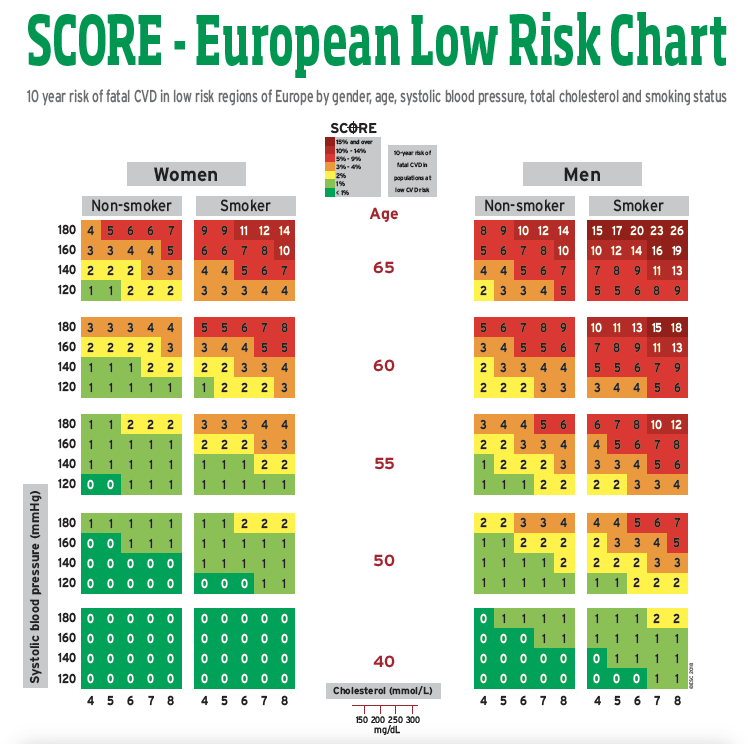 SCORE - European Low Risk Chart
10 year risk of fatal CVD in low risk regions of Europe by gender, age, systolic blood pressure, total cholesterol and smoking status
SCORE
15% and over
10% - 14%
5% - 9%
3% - 4%
2%
1%
< 1%
10-year risk of
fatal CVD in
populations at
low CVD risk
Women
Men
Non-smoker Smoker Age Non-smoker Smoker
180 4 5 6 6 7 9 9 11 12 14 8 9 10 12 14 15 17 20 23 26
160 3 3 4 4 5 6 6 7 8 10 5 6 7 8 10 10 12 14 16 19
65
140 2 2 2 3 3 4 4 5 6 7 4 4 5 6 7 7 8 9 11 13
120 1 1 2 2 2 3 3 3 4 4 2 3 3 4 5 5 5 6 8 9
180 3 3 3 4 4 5 5 6 7 8 5 6 7 8 9 10 11 13 15 18
160 2 2 2 2 3 3 4 4 5 5 3 4 5 5 6 7 8 9 11 13
60
140 1 1 1 2 2 2 2 3 3 4 2 3 3 4 4 5 5 6 7 9
120 1 1 1 1 1 1 2 2 2 3 2 2 2 3 3 3 4 4 5 6
180 1 1 2 2 2 3 3 3 4 4 3 4 4 5 6 6 7 8 10 12
160 1 1 1 1 1 2 2 2 3 3 2 2 3 3 4 4 5 6 7 8
55
140 1 1 1 1 1 1 1 1 2 2 1 2 2 2 3 3 3 4 5 6
120 0 0 1 1 1 1 1 1 1 1 1 1 1 2 2 2 2 3 3 4
180 1 1 1 1 1 1 1 2 2 2 2 2 3 3 4 4 4 5 6 7
160 0 0 1 1 1 1 1 1 1 1 1 1 2 2 2 2 3 3 4 5
50
140 0 0 0 0 0 1 1 1 1 1 1 1 1 1 2 2 2 2 3 3
120 0 0 0 0 0 0 0 0 1 1 1 1 1 1 1 1 1 2 2 2
180 0 0 0 0 0 0 0 0 0 0 0 1 1 1 1 1 1 1 2 2
160 0 0 0 0 0 0 0 0 0 0 0 0 0 1 1 1 1 1 1 1
140 0 0 0 0 0 0 0 0 0 0 0 0 0 0 0 0 1 1 1 1
40
120 0 0 0 0 0 0 0 0 0 0 0 0 0 0 0 0 0 0 1 1
Systolic blood pressure (mmHg)
©ESC 2018
Cholesterol (mmol/L)
4 5 6 7 8 4 5 6 7 8 4 5 6 7 8 4 5 6 7 8
150 200 250 300
mg/dL